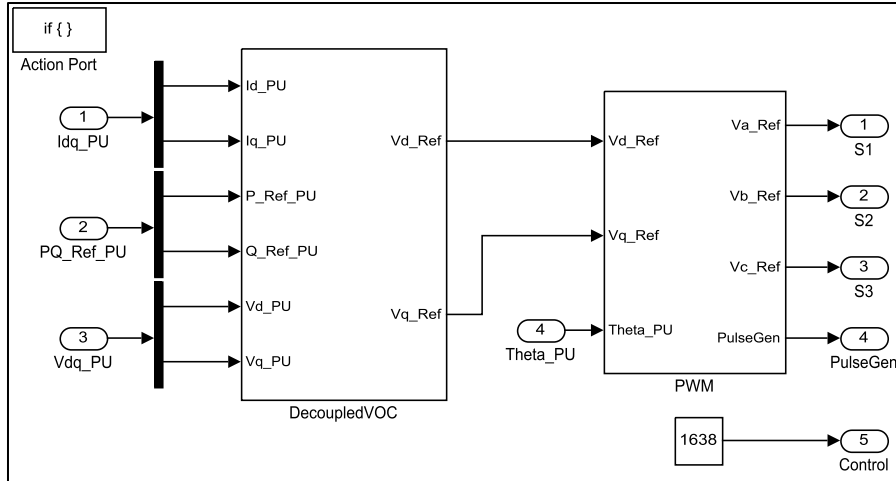 if { }
Action Port
1
Idq_PU
2
PQ_Ref_PU
3
Vdq_PU
Id_PU
Iq_PU
P_Ref_PU
Q_Ref_PU
Vd_PU
Vq_PU
Vd_Ref
Vq_Ref
DecoupledVOC
4
Theta_PU
Vd_Ref
Vq_Ref
Theta_PU
Va_Ref
Vb_Ref
Vc_Ref
PulseGen
PWM
1
S1
2
S2
3
S3
4
PulseGen
1638
5
Control